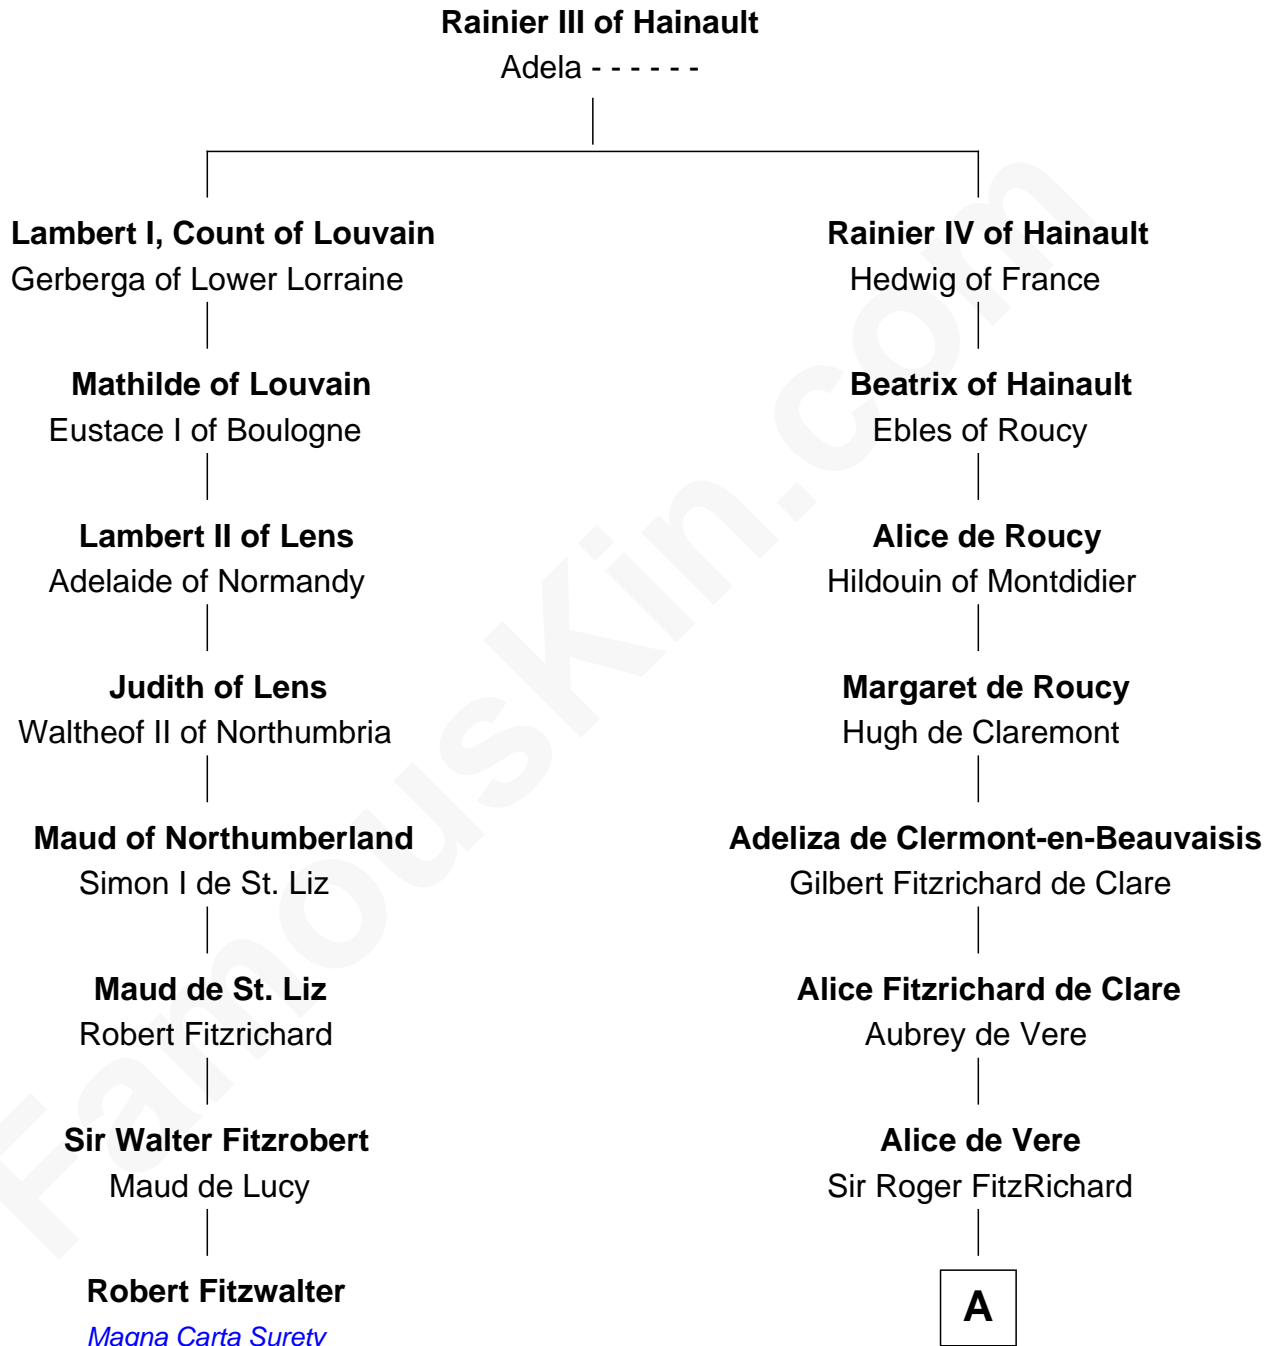 Rainier III of Hainault
Adela - - - - - -
Lambert I, Count of Louvain
Gerberga of Lower Lorraine
Rainier IV of Hainault
Hedwig of France
Mathilde of Louvain
Eustace I of Boulogne
Beatrix of Hainault
Ebles of Roucy
Lambert II of Lens
Adelaide of Normandy
Alice de Roucy
Hildouin of Montdidier
Judith of Lens
Waltheof II of Northumbria
Margaret de Roucy
Hugh de Claremont
Maud of Northumberland
Simon I de St. Liz
Adeliza de Clermont-en-Beauvaisis
Gilbert Fitzrichard de Clare
Maud de St. Liz
Robert Fitzrichard
Alice Fitzrichard de Clare
Aubrey de Vere
Sir Walter Fitzrobert
Maud de Lucy
Alice de Vere
Sir Roger FitzRichard
Robert Fitzwalter
Magna Carta Surety
A
FamousKin.com